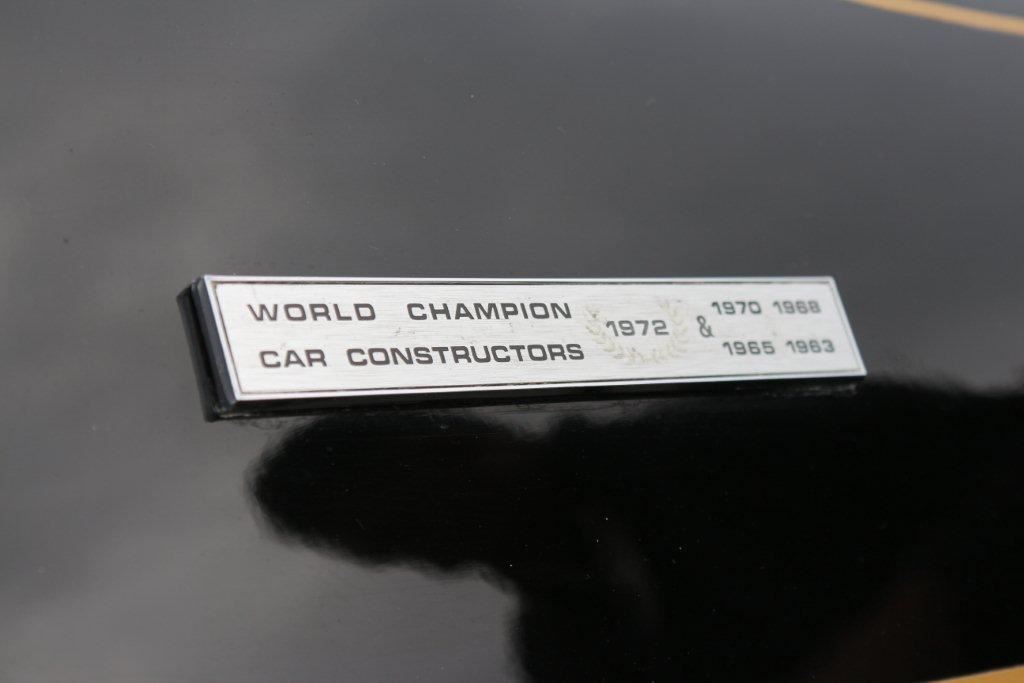 WORLD CHAMPION
CAR CONSTRUCTORS
1972
&
1970 1968
1965 1963